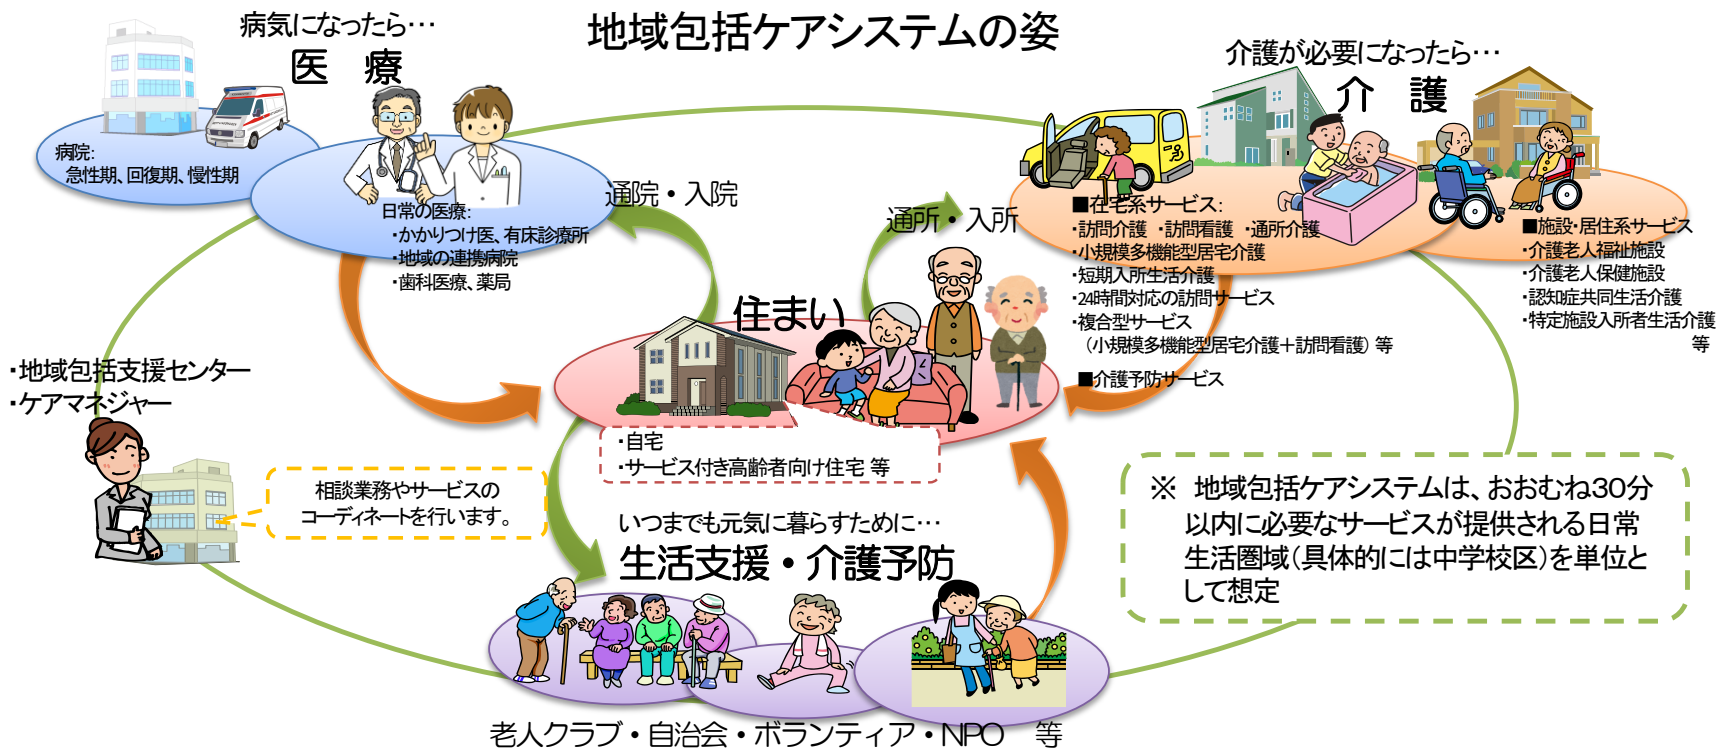 地域包括ケアシステムの姿
病気になったら…
医 療
病院:
急性期、回復期、慢性期
日常の医療:
・かかりつけ医、有床診療所
・地域の連携病院
・歯科医療、薬局
通院・入院
通所・入所
介護が必要になったら…
介 護
■在宅系サービス:
・訪問介護 ・訪問看護 ・通所介護
・小規模多機能型居宅介護
・短期入所生活介護
・24時間対応の訪問サービス
・複合型サービス
(小規模多機能型居宅介護+訪問看護) 等
■介護予防サービス
■施設・居住系サービス
・介護老人福祉施設
・介護老人保健施設
・認知症共同生活介護
・特定施設入所者生活介護
等
住まい
・自宅
・サービス付き高齢者向け住宅 等
・地域包括支援センター
・ケアマネジャー
相談業務やサービスの
コーディネートを行います。
いつまでも元気に暮らすために…
生活支援・介護予防
老人クラブ・自治会・ボランティア・NPO 等
※ 地域包括ケアシステムは、おおむね30分
以内に必要なサービスが提供される日常
生活圏域(具体的には中学校区)を単位と
して想定